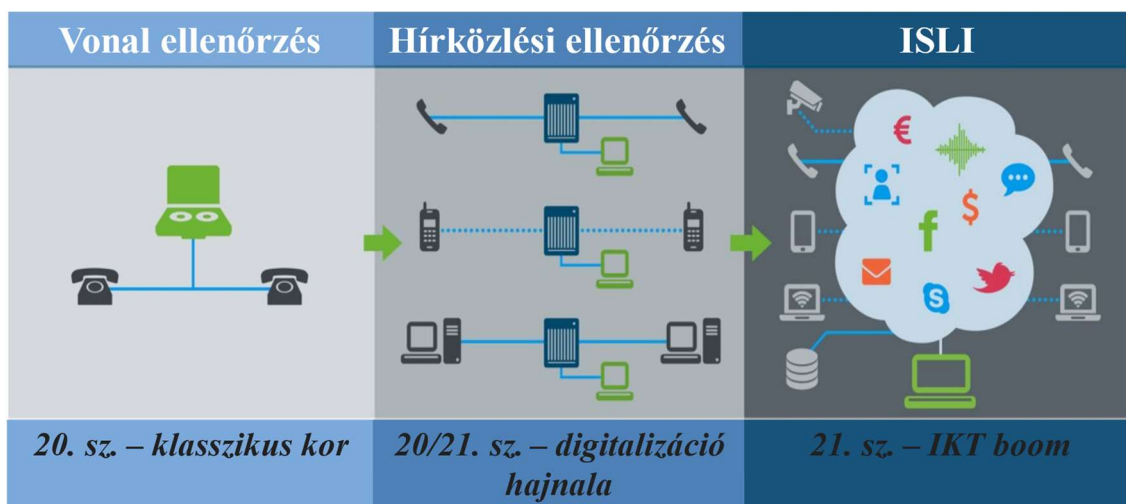 Vonal ellenőrzés
Hírközlési ellenőrzés
ISLI
€
$
f
S
20. sz. – klasszikus kor
20/21. sz. – digitalizáció
hajnala
21. sz. – IKT boom